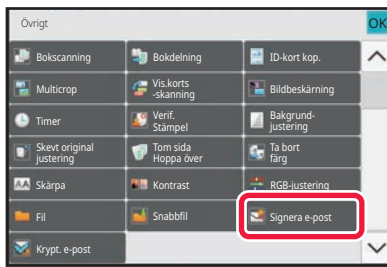 Övrigt
OK
Bokscanning
Bokdelning
ID-kort kop.
Multicrop
Vis.korts
-skanning
Bildbeskärning
Timer
Verif.
Stämpel
Bakgrund-
justering
Skevt original
justering
Tom sida
Hoppa över
Ta bort
färg
AA
Skärpa
Kontrast
RGB-justering
Fil
Snabbfil
Signera e-post
Krypt. e-post